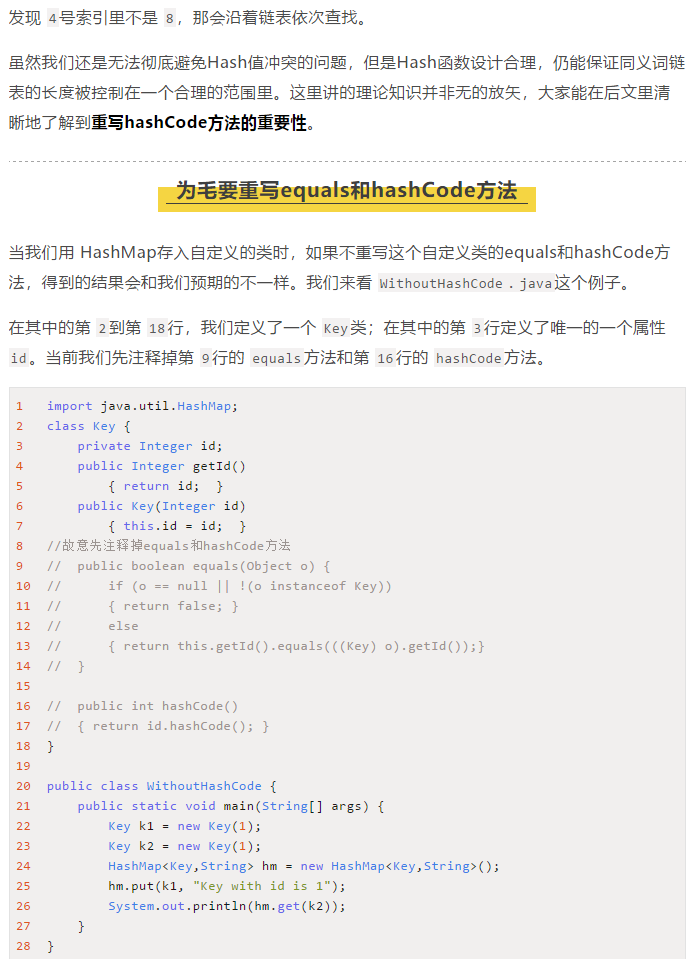 发现 4号索引里不是 8，那会沿着链表依次查找。
虽然我们还是无法彻底避免Hash值冲突的问题，但是Hash函数设计合理，仍能保证同义词链
表的长度被控制在一个合理的范围里。这里讲的理论知识并非无的放矢，大家能在后文里清
晰地了解到重写hashCode方法的重要性。
为毛要重写equals和hashCode方法
当我们用 HashMap存入自定义的类时，如果不重写这个自定义类的equals和hashCode方
法，得到的结果会和我们预期的不一样。我们来看 WithoutHashCode.java这个例子。
在其中的第 2到第 18行，我们定义了一个 Key类；在其中的第 3行定义了唯一的一个属性
id。当前我们先注释掉第 9行的 equals方法和第 16行的 hashCode方法。
1 import java.util.HashMap;
2 class Key {
3     private Integer id;
4     public Integer getId()
5         { return id;  }
6     public Key(Integer id)
7         { this.id = id;  }
8 //故意先注释掉equals和hashCode方法
9 //  public boolean equals(Object o) {
10 //      if (o == null || !(o instanceof Key))
11 //      { return false; }
12 //      else
13 //      { return this.getId().equals(((Key) o).getId());}
14 //  }
15
16 //  public int hashCode()
17 //  { return id.hashCode(); }
18 }
19
20 public class WithoutHashCode {
21     public static void main(String[] args) {
22         Key k1 = new Key(1);
23         Key k2 = new Key(1);
24         HashMap<Key,String> hm = new HashMap<Key,String>();
25         hm.put(k1, "Key with id is 1");
26         System.out.println(hm.get(k2));
27     }
28 }